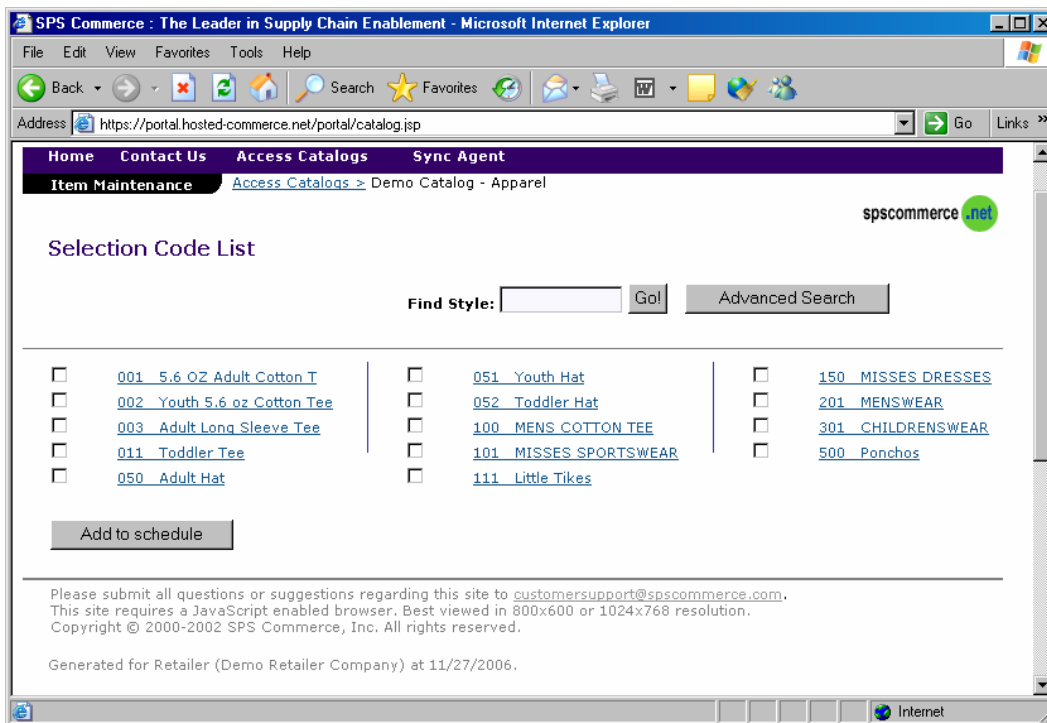 SPS Commerce : The Leader in Supply Chain Enablement - Microsoft Internet Explorer
File Edit View Favorites Tools Help
Back Search Favorites
Address https://portal.hosted-commerce.net/portal/catalog.jsp Go Links »
Home Contact Us Access Catalogs Sync Agent
Item Maintenance Access Catalogs > Demo Catalog - Apparel
spscommerce .net
Selection Code List
Find Style: Go! Advanced Search
001 5.6 OZ Adult Cotton T 051 Youth Hat 150 MISSES DRESSES
002 Youth 5.6 oz Cotton Tee 052 Toddler Hat 201 MENSWEAR
003 Adult Long Sleeve Tee 100 MENS COTTON TEE 301 CHILDRENSWEAR
011 Toddler Tee 101 MISSES SPORTSWEAR 500 Ponchos
050 Adult Hat 111 Little Tikes
Add to schedule
Please submit all questions or suggestions regarding this site to customersupport@spscommerce.com.
This site requires a JavaScript enabled browser. Best viewed in 800x600 or 1024x768 resolution.
Copyright © 2000-2002 SPS Commerce, Inc. All rights reserved.
Generated for Retailer (Demo Retailer Company) at 11/27/2006.
Internet